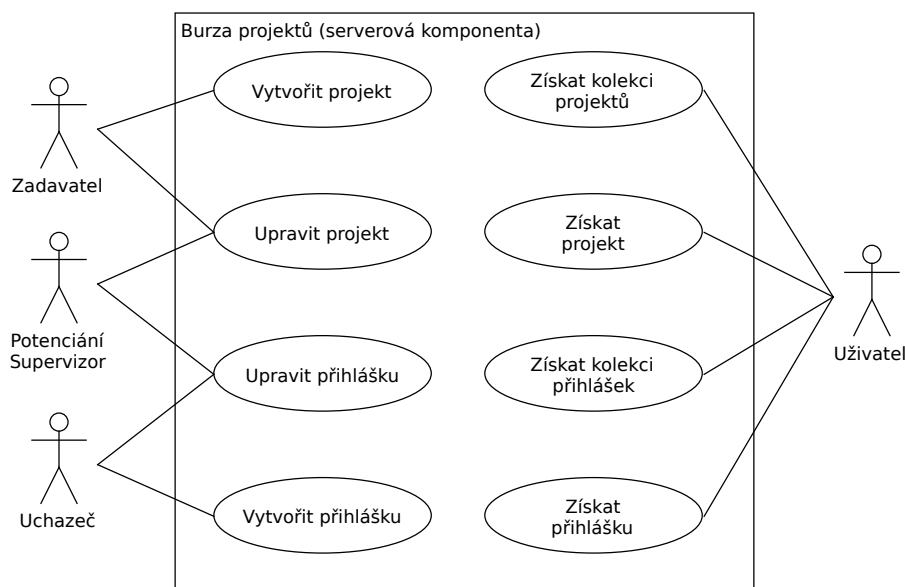 Burza projektů (serverová komponenta)
Vytvořit projekt
Získat kolekci
projektů
Zadavatel
Upravit projekt
Získat
projekt
Potenciání
Supervizor
Uživatel
Upravit přihlášku
Získat kolekci
přihlášek
Uchazeč
Vytvořit přihlášku
Získat
přihlášku